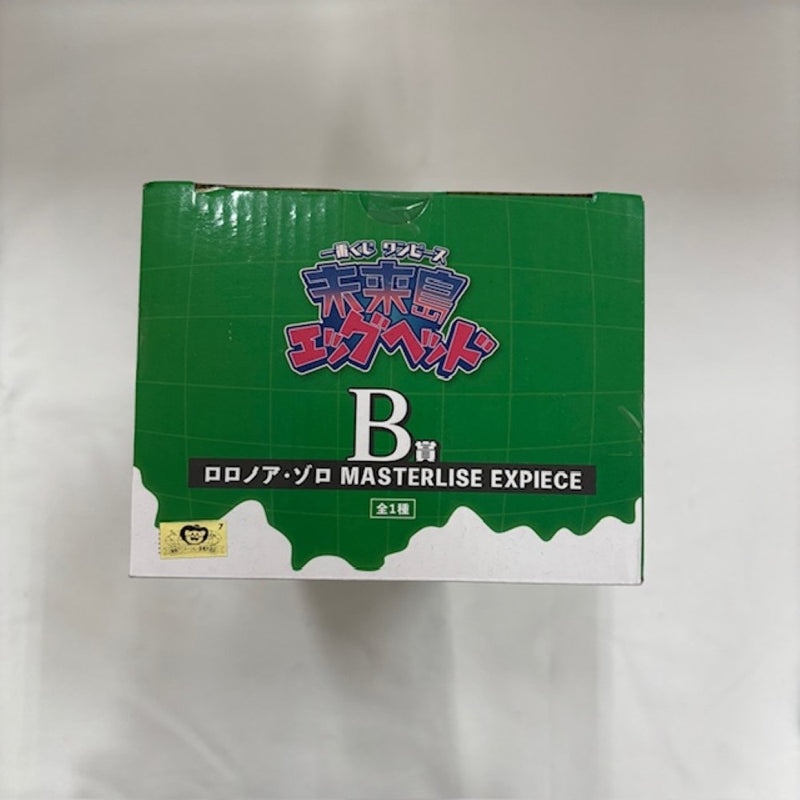 一番くじ ワンピース
未来島
エッグヘッド
B賞
ロロノア・ゾロ MASTERLISE EXPIECE
全1種
7